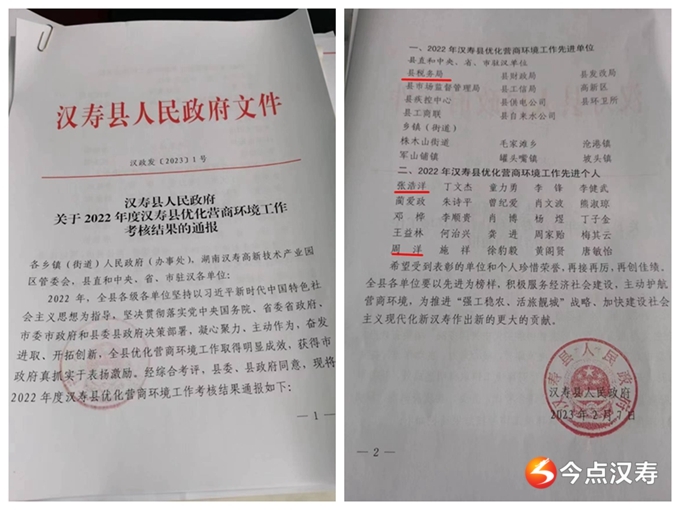 汉寿县人民政府文件
汉政发〔2023〕1号
汉寿县人民政府
关于2022年度汉寿县优化营商环境工作
考核结果的通报
各乡镇（街道）人民政府（办事处），湖南汉寿高新技术产业园
区管委会，县直和中央、省、市驻汉各单位：
2022年，全县各级各单位坚持以习近平新时代中国特色社
会主义思想为指导，坚决贯彻落实党中央国务院、省委省政府、
市委市政府和县委县政府决策部署，凝心聚力、主动作为，奋发
进取、开拓创新，全县优化营商环境工作取得明显成效，获得市
政府真抓实干表扬激励。经综合考评，县委、县政府同意，现将
2022年度汉寿县优化营商环境工作考核结果通报如下：
— 1 —
一、2022年汉寿县优化营商环境工作先进单位
县直和中央、省、市驻汉单位
县税务局 县财政局 县发改局
县市场监督管理局 县工信局 高新区
县疾控中心 县供电公司 县环卫所
县工商联 县自来水公司
乡镇（街道）
株木山街道 毛家滩乡 沧港镇
军山铺镇 罐头嘴镇 坡头镇
二、2022年汉寿县优化营商环境工作先进个人
张浩洋 丁文杰 童力勇 李锋 李健武
蔺爱政 朱诗平 曾纪爱 肖文波 熊淑琼
邓桦 李顺贵 肖博 杨煜 丁子金
王益林 何治兴 龚进 周家贻 梅其云
周洋 施祥 徐豹毅 黄阁贤 唐敏怡
希望受到表彰的单位和个人珍惜荣誉，再接再厉，再创佳绩。
全县各单位要以先进为榜样，积极服务经济社会建设，主动护航
营商环境，为推进“强工稳农、活旅靓城”战略，加快建设社会
主义现代化新汉寿作出新的更大的贡献。
汉寿县人民政府
汉寿县人民政府
2023年2月7日
— 2 —
今点汉寿